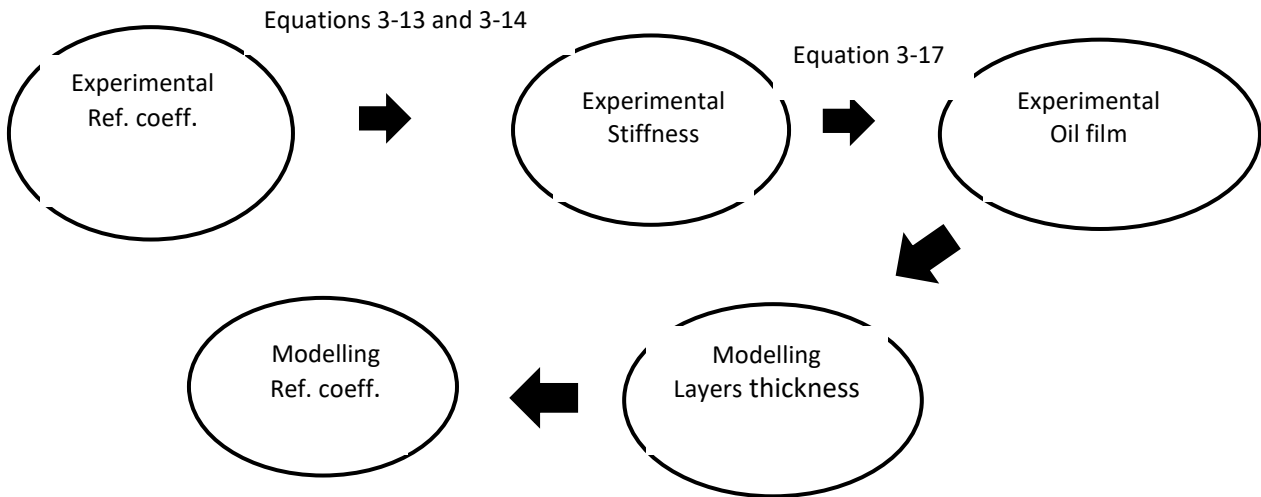 Equations 3-13 and 3-14
Equation 3-17
Experimental
Ref. coeff.
Experimental
Stiffness
Experimental
Oil film
Modelling
Ref. coeff.
Modelling
Layers thickness